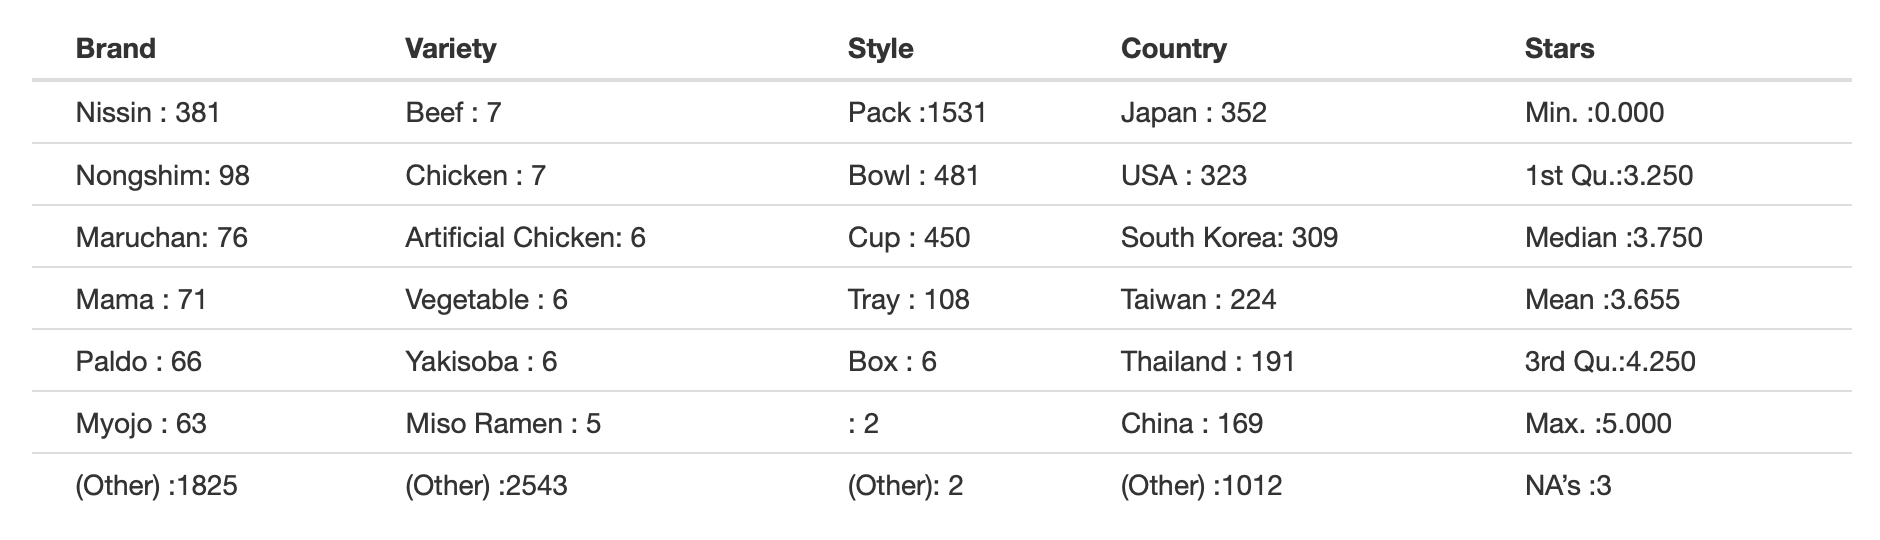 Brand Variety Style Country Stars
Nissin : 381 Beef : 7 Pack :1531 Japan : 352 Min. :0.000
Nongshim: 98 Chicken : 7 Bowl : 481 USA : 323 1st Qu.:3.250
Maruchan: 76 Artificial Chicken: 6 Cup : 450 South Korea: 309 Median :3.750
Mama : 71 Vegetable : 6 Tray : 108 Taiwan : 224 Mean :3.655
Paldo : 66 Yakisoba : 6 Box : 6 Thailand : 191 3rd Qu.:4.250
Myojo : 63 Miso Ramen : 5 : 2 China : 169 Max. :5.000
(Other) :1825 (Other) :2543 (Other): 2 (Other) :1012 NA’s :3